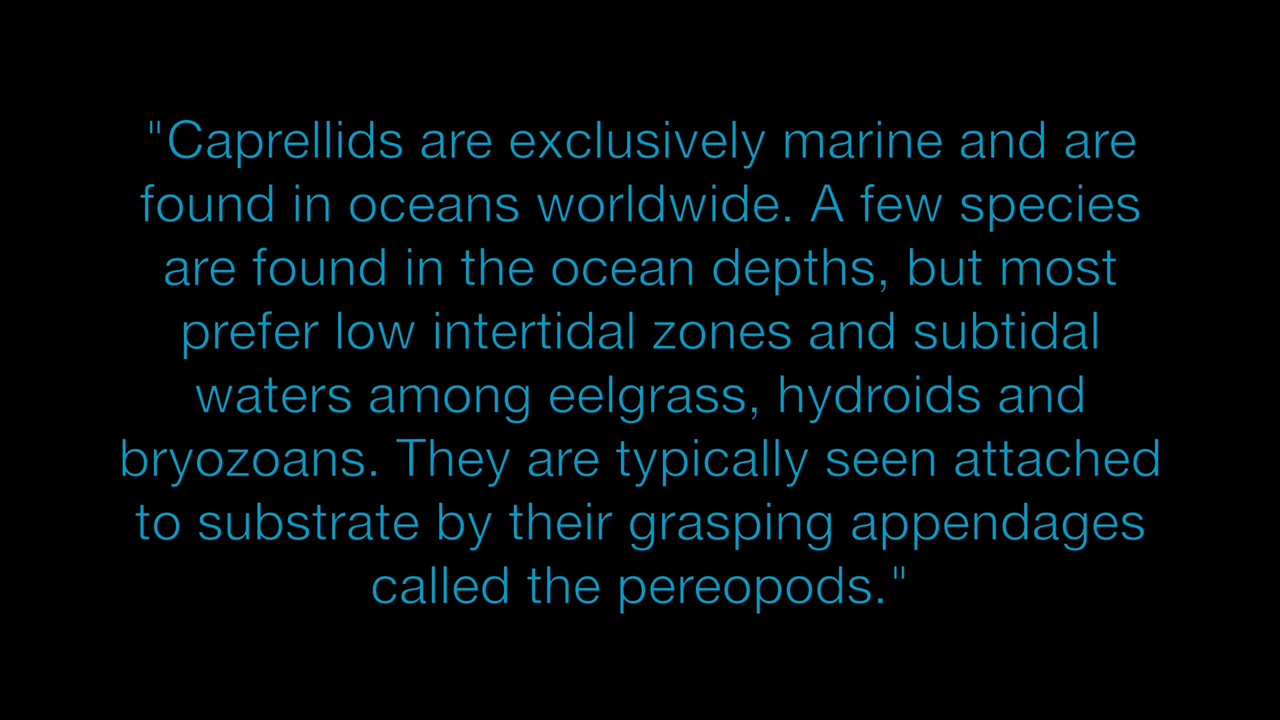 "Caprellids are exclusively marine and are
found in oceans worldwide. A few species
are found in the ocean depths, but most
prefer low intertidal zones and subtidal
waters among eelgrass, hydroids and
bryozoans. They are typically seen attached
to substrate by their grasping appendages
called the pereopods."